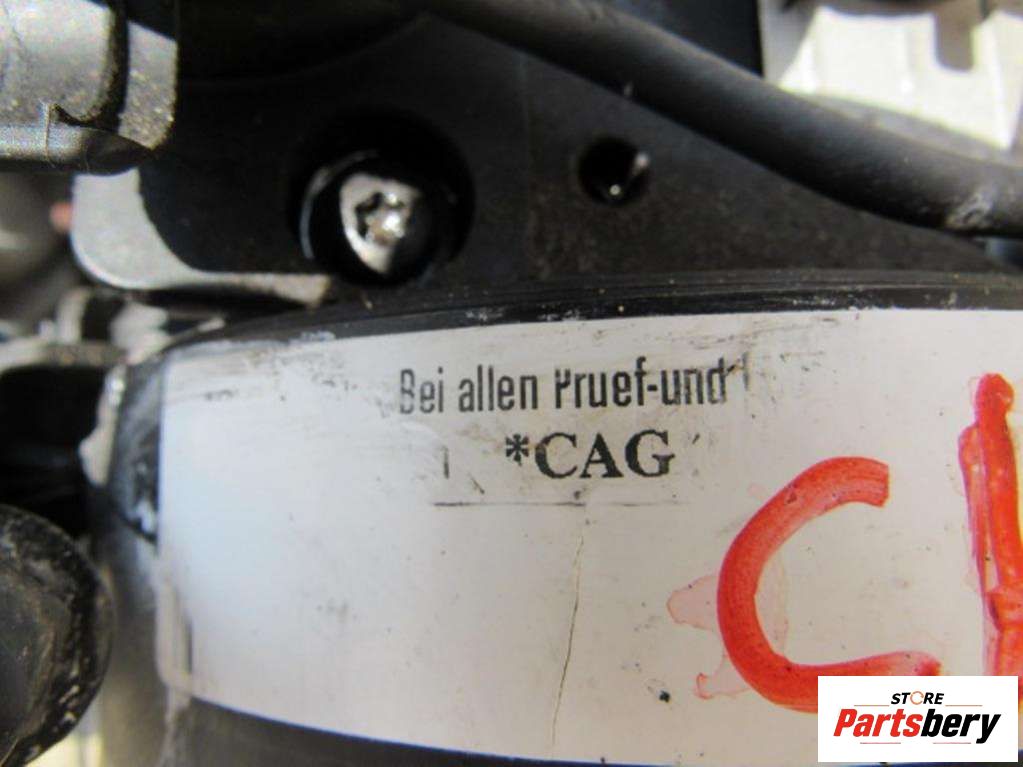 Bei allen Pruef-und
*CAG
STORE
Partsbery